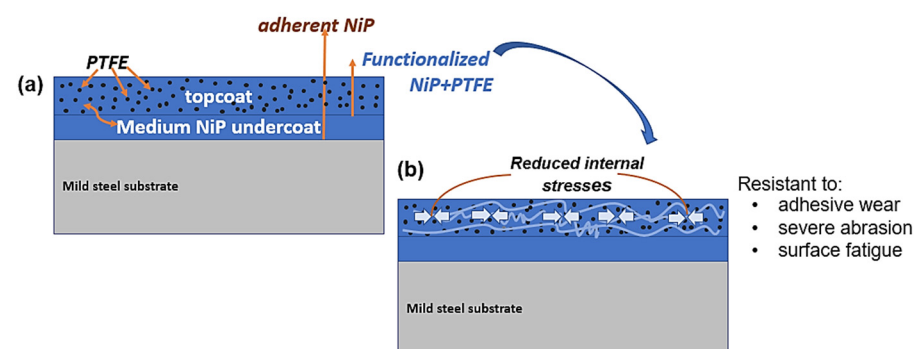 adherent NiP
(a)
PTFE
Functionalized
NiP+PTFE
topcoat
Medium NiP undercoat
Mild steel substrate
(b)
Reduced internal
stresses
Resistant to:
• adhesive wear
• severe abrasion
• surface fatigue
Mild steel substrate